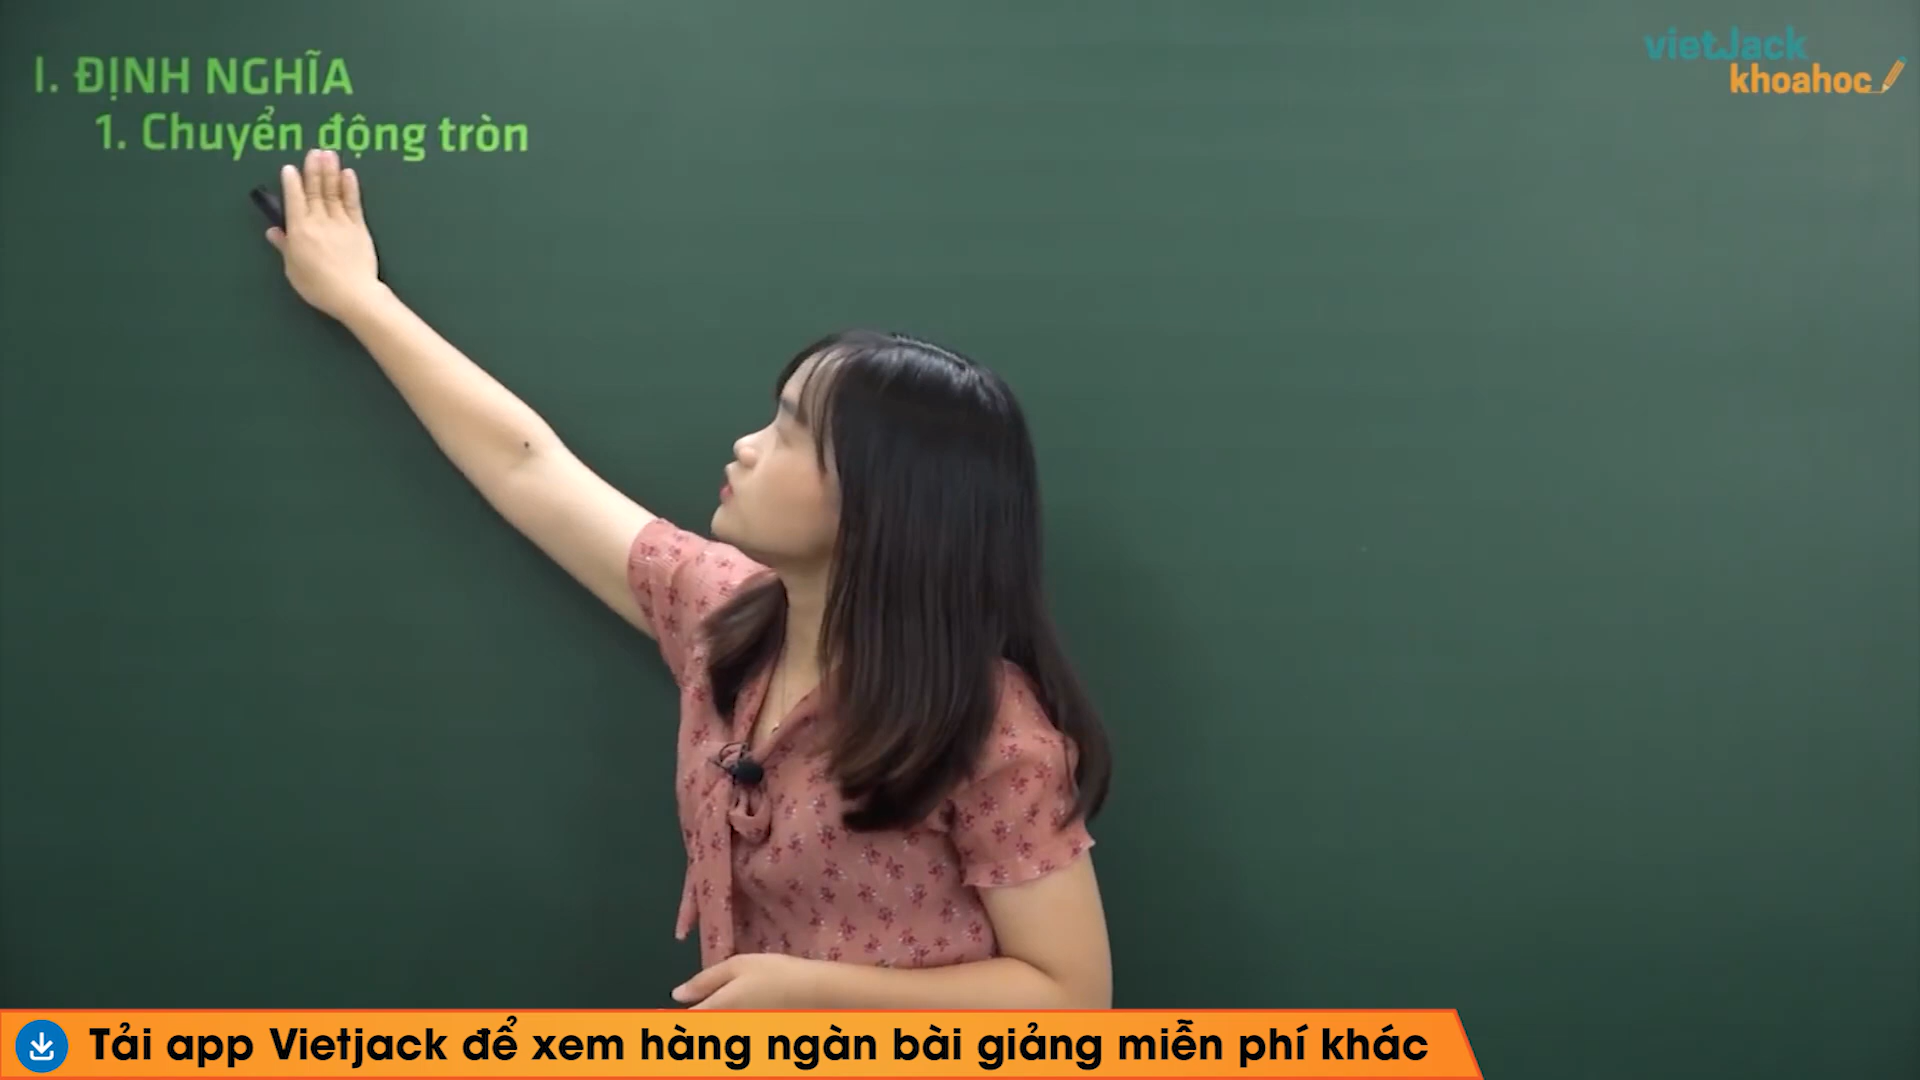 I. ĐỊNH NGHĨA
1. Chuyển động tròn
vietJack
khoahoc
Tải app Vietjack để xem hàng ngàn bài giảng miễn phí khác